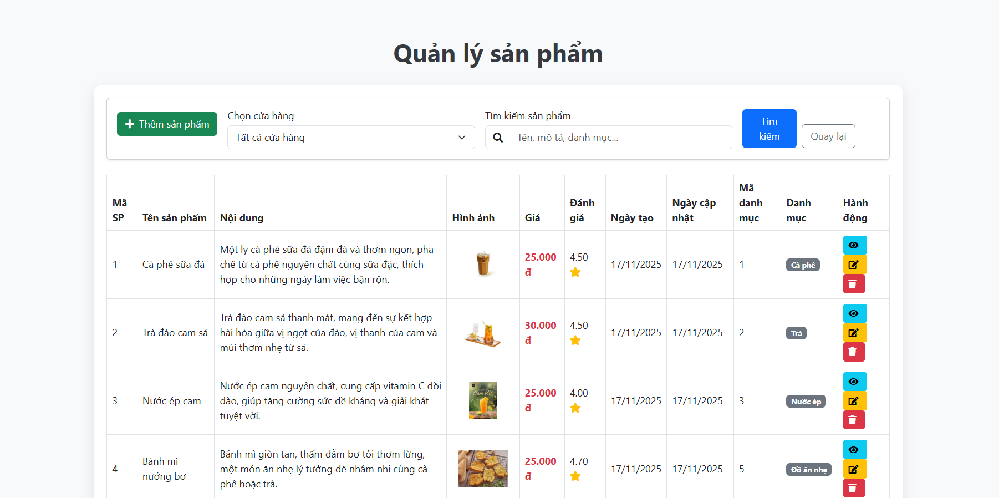 Quản lý sản phẩm
Thêm sản phẩm
Chọn cửa hàng
Tất cả cửa hàng
Tìm kiếm sản phẩm
Tên, mô tả, danh mục...
Tìm
kiếm
Quay lại
Mã
SP
Tên sản phẩm
Nội dung
Hình ảnh
Giá
Đánh
giá
Ngày tạo
Ngày cập
nhật
Mã
danh
mục
Danh
mục
Hành
động
1
Cà phê sữa đá
Một ly cà phê sữa đá đậm đà và thơm ngon, pha
chế từ cà phê nguyên chất cùng sữa đặc, thích
hợp cho những ngày làm việc bận rộn.
25.000
đ
4.50
17/11/2025
17/11/2025
1
Cà phê
2
Trà đào cam sả
Trà đào cam sả thanh mát, mang đến sự kết hợp
hài hòa giữa vị ngọt của đào, vị thanh của cam và
mùi thơm nhẹ từ sả.
30.000
đ
4.50
17/11/2025
17/11/2025
2
Trà
3
Nước ép cam
Nước ép cam nguyên chất, cung cấp vitamin C dồi
dào, giúp tăng cường sức đề kháng và giải khát
tuyệt vời.
Cam Vắt
25.000
đ
4.00
17/11/2025
17/11/2025
3
Nước ép
4
Bánh mì
nướng bơ
Bánh mì giòn tan, thấm đẫm bơ tỏi thơm lừng,
một món ăn nhẹ lý tưởng để nhâm nhi cùng cà
phê hoặc trà.
25.000
đ
4.70
17/11/2025
17/11/2025
5
Đồ ăn nhẹ